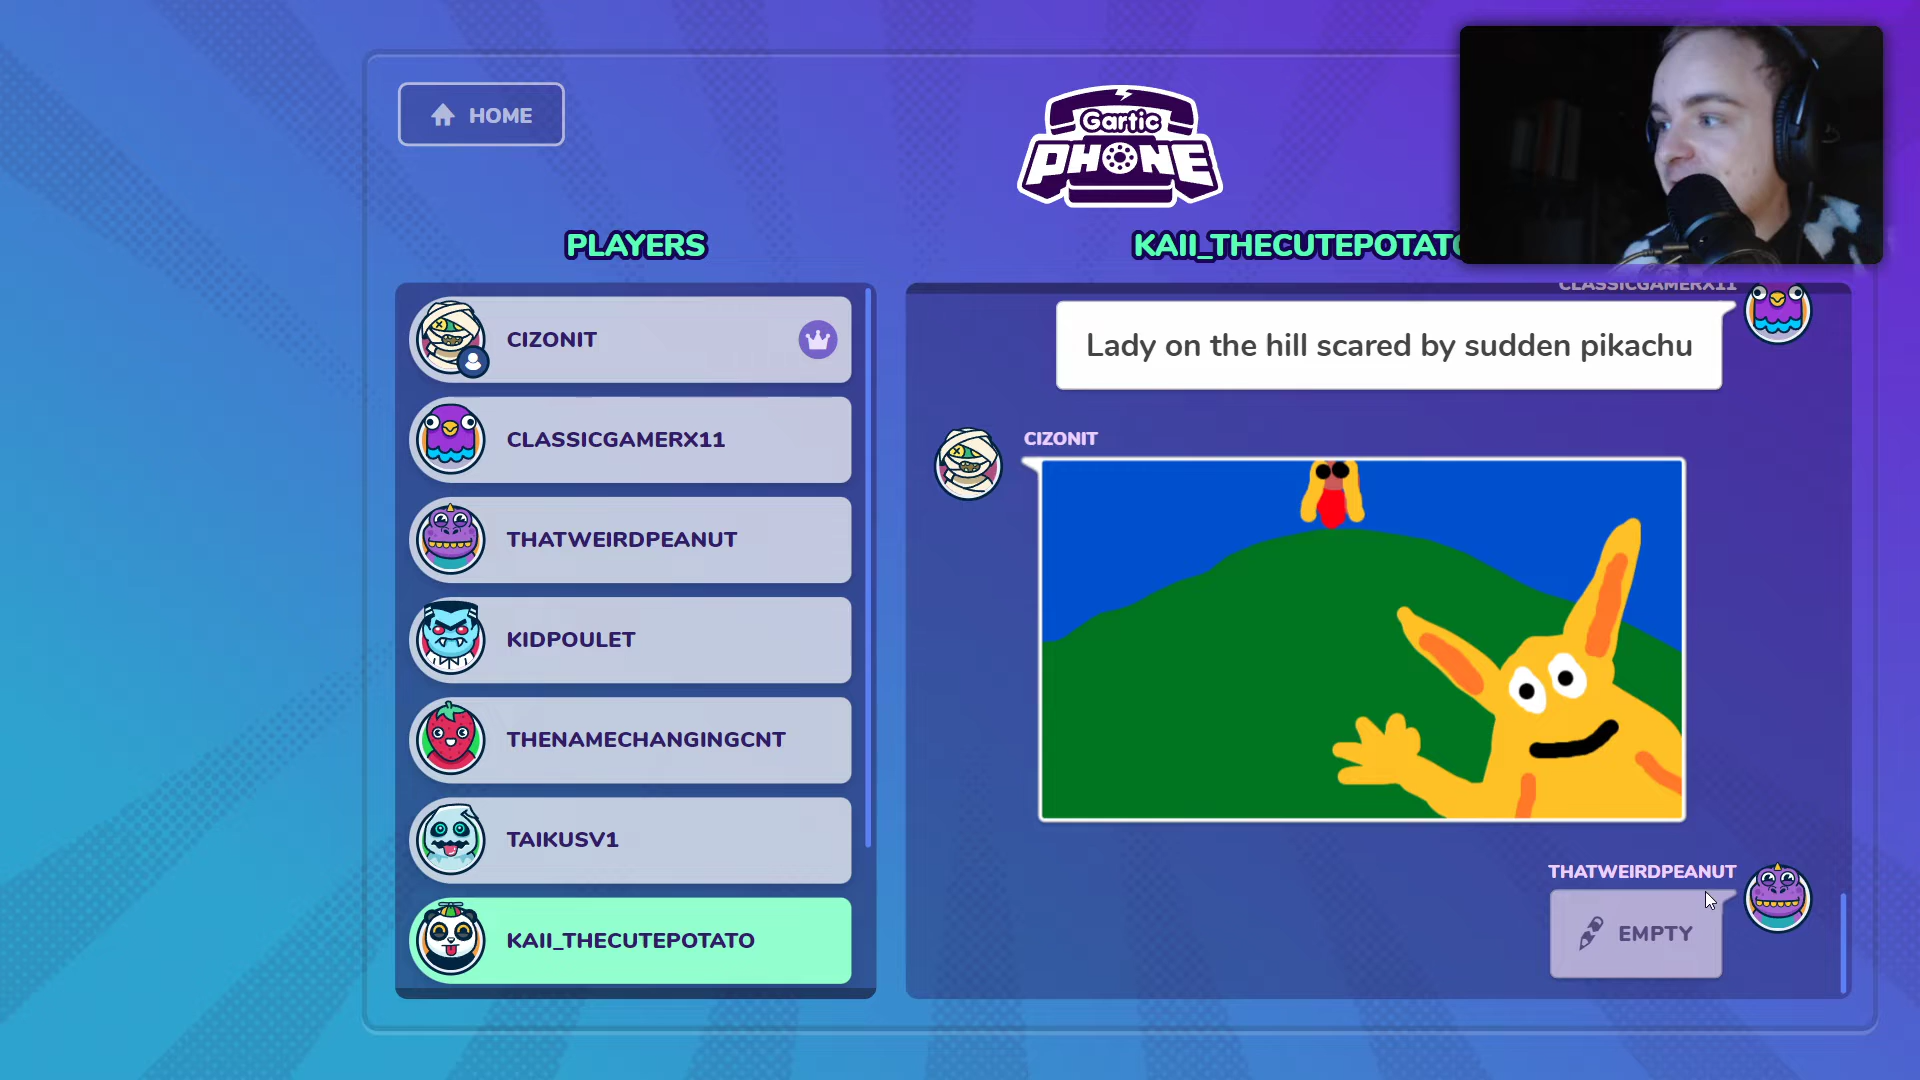 HOME
Gartic
PHONE
PLAYERS
KAII_THECUTEPOTATO
CIZONIT
CLASSICGAMERX11
THATWEIRDPEANUT
KIDPOULET
THENAMECHANGINGCNT
TAIKUSV1
KAII_THECUTEPOTATO
CLASSICGAMERX11
Lady on the hill scared by sudden pikachu
CIZONIT
THATWEIRDPEANUT
EMPTY